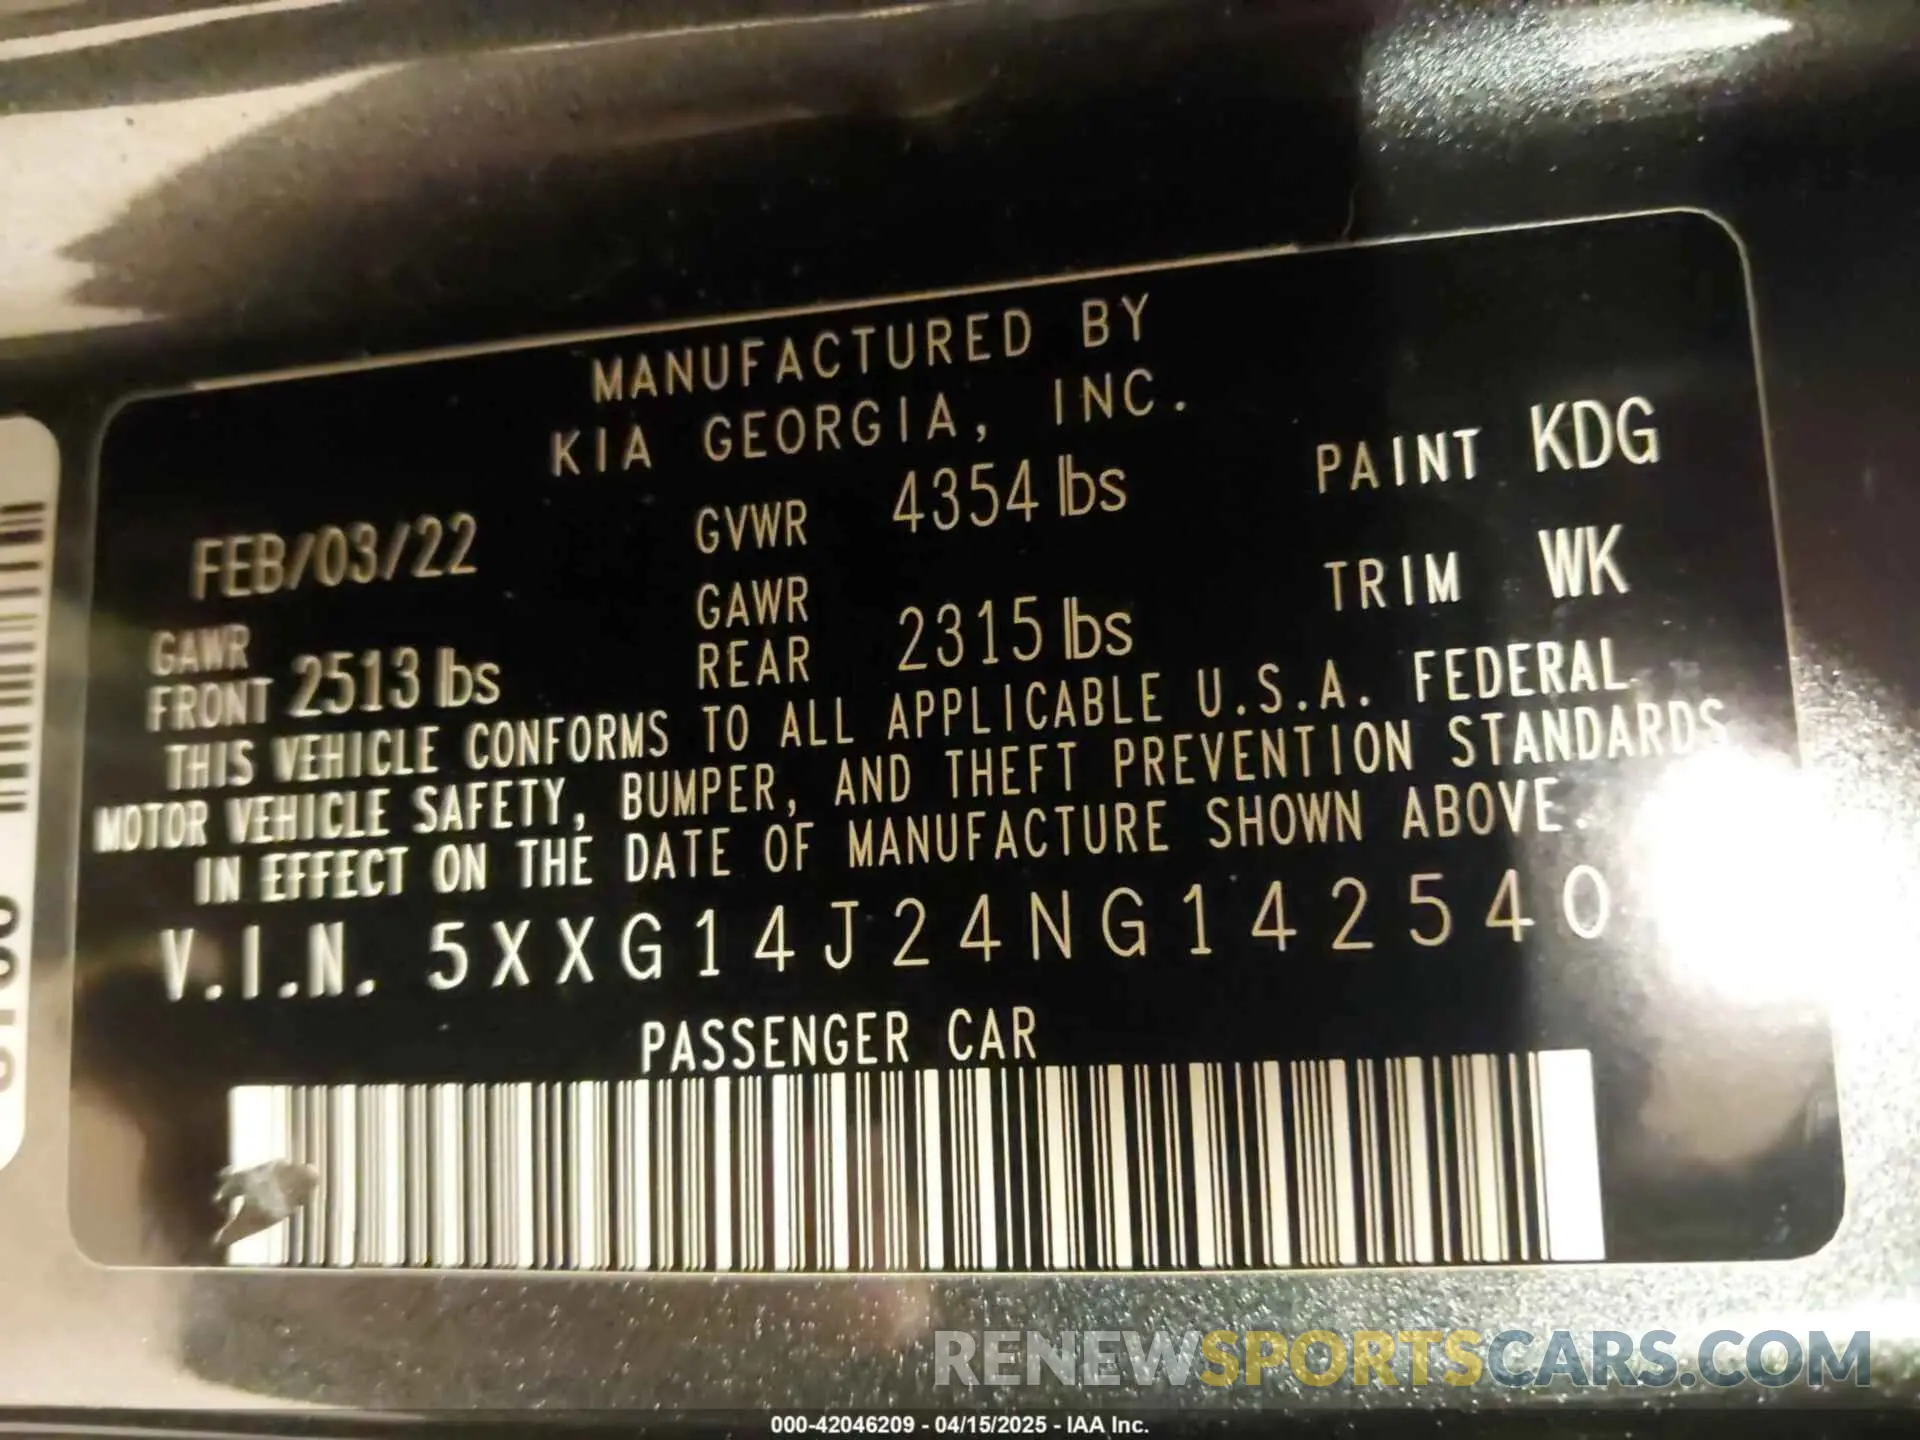 MANUFACTURED BY
KIA GEORGIA, INC.
FEB/03/22 GVWR 4354 lbs PAINT KDG
GAWR FRONT 2513 lbs GAWR REAR 2315 lbs TRIM WK
THIS VEHICLE CONFORMS TO ALL APPLICABLE U.S.A. FEDERAL
MOTOR VEHICLE SAFETY, BUMPER, AND THEFT PREVENTION STANDARDS
IN EFFECT ON THE DATE OF MANUFACTURE SHOWN ABOVE.
V.I.N. 5XXG14J24NG142540
PASSENGER CAR
RENEWSPORTSCARS.COM
000-42046209 - 04/15/2025 - IAA Inc.